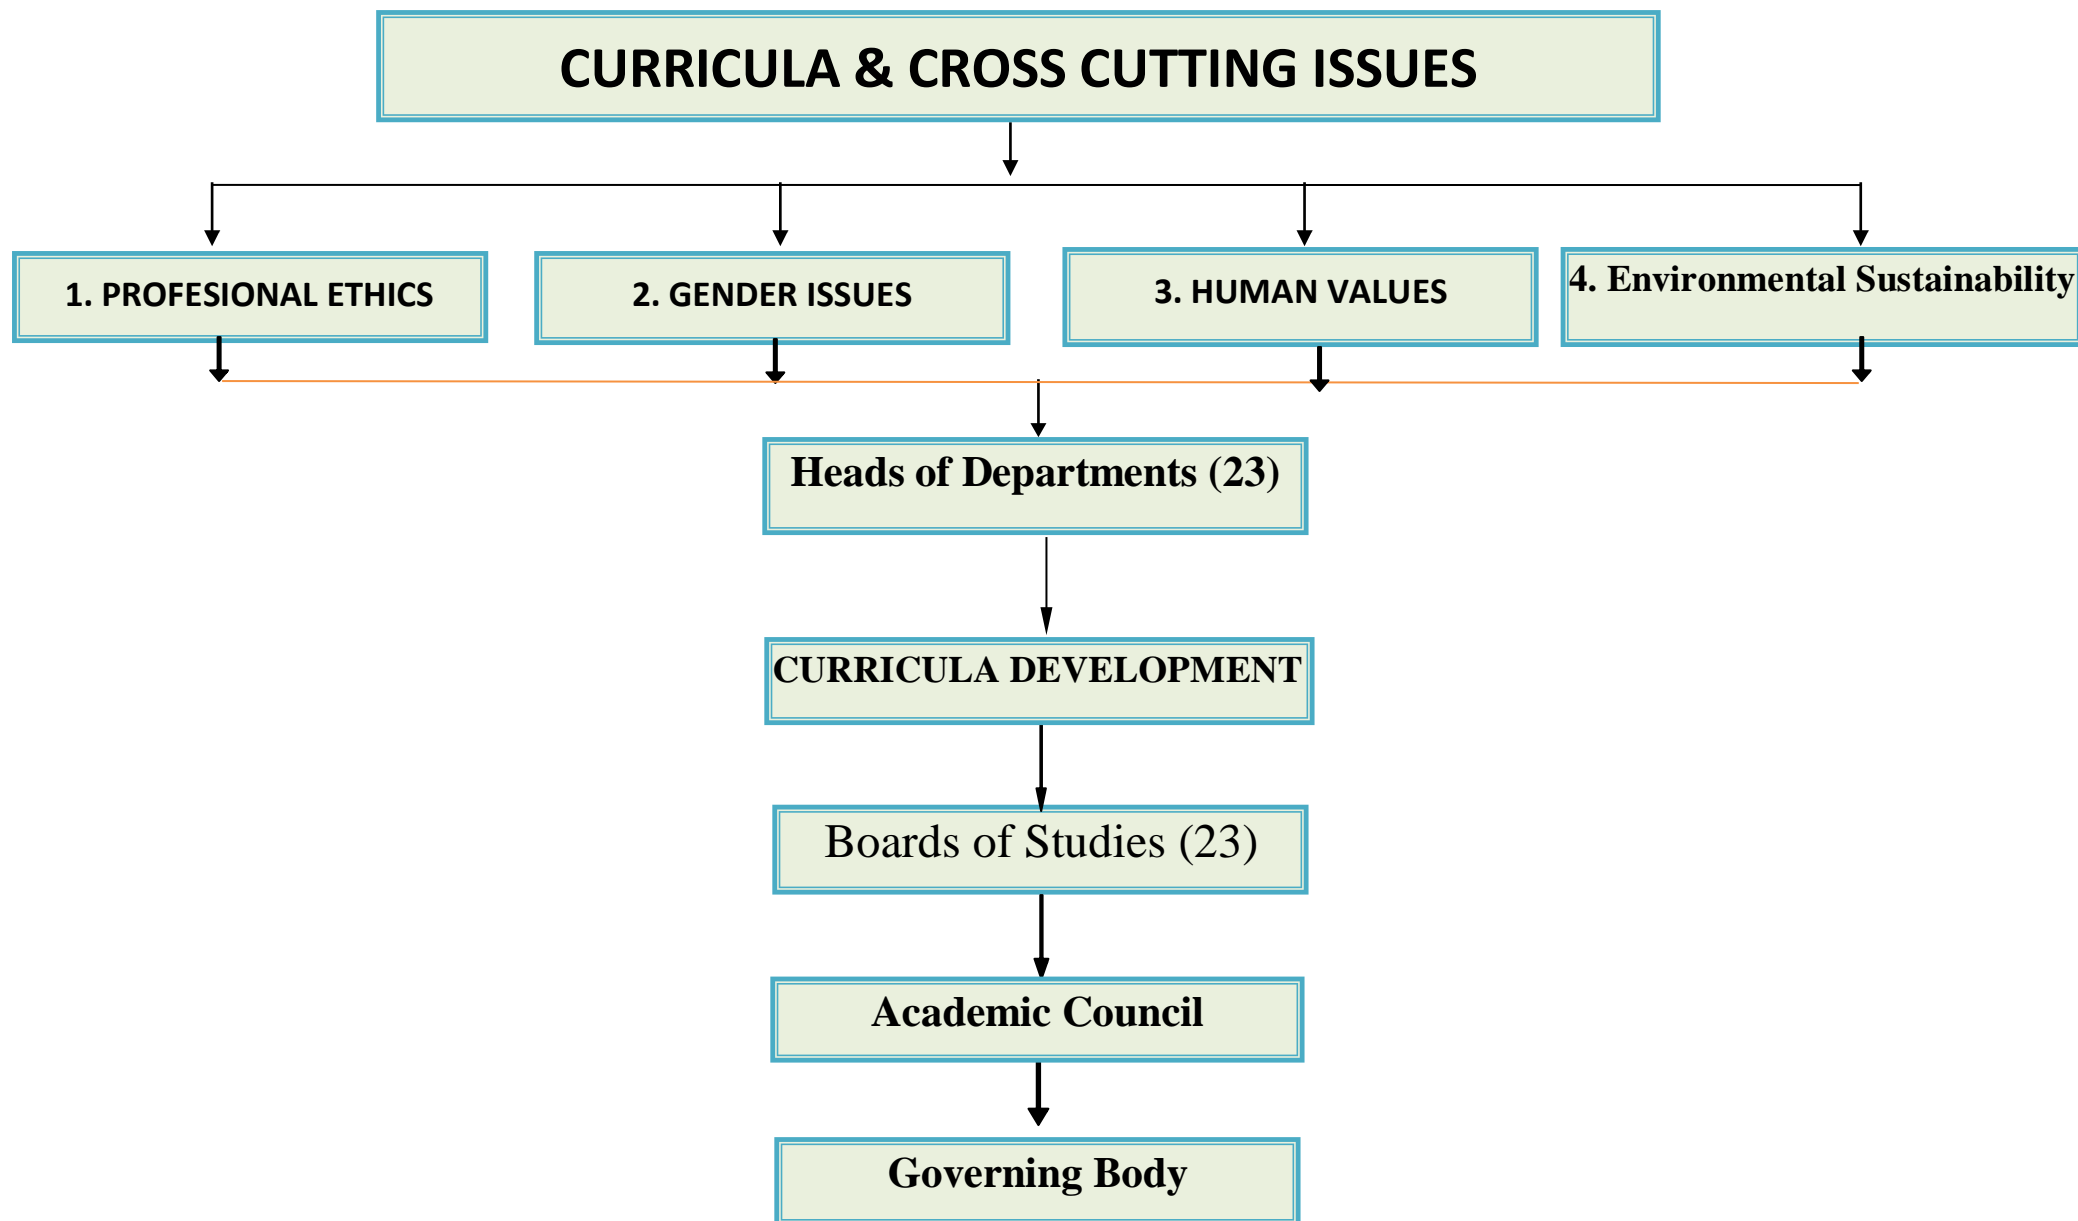 CURRICULA & CROSS CUTTING ISSUES
1. PROFESIONAL ETHICS
2. GENDER ISSUES
3. HUMAN VALUES
4. Environmental Sustainability
Heads of Departments (23)
CURRICULA DEVELOPMENT
Boards of Studies (23)
Academic Council
Governing Body